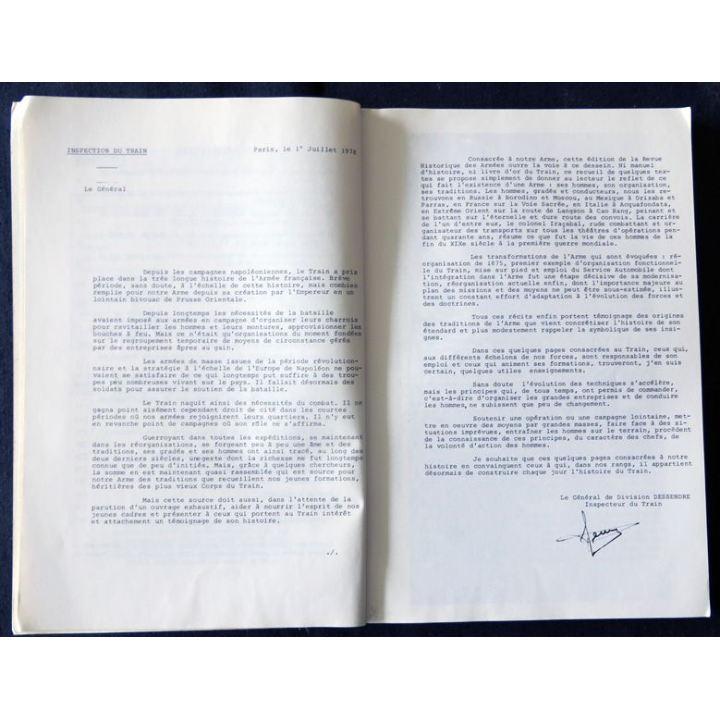 INSPECTION DU TRAIN
Paris, le 1° Juillet 1976
Le Général
Depuis les campagnes napoléoniennes, le Train a pris
place dans la très longue histoire de l'Armée française. Brève
période, sans doute, à l'échelle de cette histoire, mais combien
remplie pour notre Arme depuis sa création par l'Empereur en un
lointain bivouac de Prusse Orientale.
Depuis longtemps les nécessités de la bataille
avaient imposé aux armées en campagne d'organiser leurs charrois
pour ravitailler les hommes et leurs montures, approvisionner les
bouches à feu. Mais ce n'était qu'organisations du moment fondées
sur le regroupement temporaire de moyens de circonstance gérés
par des entreprises âpres au gain.
Les armées de masse issues de la période révolution-
naire et la stratégie à l'échelle de l'Europe de Napoléon ne pou-
vaient se satisfaire de ce qui longtemps put suffire à des trou-
pes peu nombreuses vivant sur le pays. Il fallait désormais des
soldats pour assurer le soutien de la bataille.
Le Train naquit ainsi des nécessités du combat. Il ne
gagna point aisément cependant droit de cité dans les courtes
périodes où nos armées rejoignirent leurs quartiers. Il n'y eut
en revanche point de campagnes où son rôle ne s'affirma.
Guerroyant dans toutes les expéditions, se maintenant
dans les réorganisations, se forgeant peu à peu une âme et des
traditions, ses gradés et ses hommes ont ainsi tracé, au long des
deux derniers siècles, une geste dont la richesse ne fut longtemps
connue que de peu d'initiés. Mais, grâce à quelques chercheurs,
la somme en est maintenant quasi rassemblée qui est source pour
notre Arme des traditions que recueillent nos jeunes formations,
héritières des plus vieux Corps du Train.
Mais cette source doit aussi, dans l'attente de la
parution d'un ouvrage exhaustif, aider à nourrir l'esprit de nos
jeunes cadres et présenter à ceux qui portent au Train intérêt
et attachement un témoignage de son histoire.
./.
Consacrée à notre Arme, cette édition de la Revue
Historique des Armées ouvre la voie à ce dessein. Ni manuel
d'histoire, ni livre d'or du Train, ce recueil de quelques tex-
tes se propose simplement de donner au lecteur le reflet de ce
qui fait l'existence d'une Arme : ses hommes, son organisation,
ses traditions. Les hommes, gradés et conducteurs, nous les re-
trouvons en Russie à Borodino et Moscou, au Mexique à Orizaba et
Parras, en France sur la Voie Sacrée, en Italie à Acquafondata,
en Extrême Orient sur la route de Langson à Cao Bang, peinant et
se battant sur l'éternelle et dure route des convois. La carrière
de l'un d'entre eux, le colonel Iraçabal, rude combattant et or-
ganisateur des transports sur tous les théâtres d'opérations pen-
dant quarante ans, résume ce que fut la vie de ces hommes de la
fin du XIXe siècle à la première guerre mondiale.
Les transformations de l'Arme qui sont évoquées : ré-
organisation de 1875, premier exemple d'organisation fonctionnel-
le du Train, mise sur pied et emploi du Service Automobile dont
l'intégration dans l'Arme fut une étape décisive de sa modernisa-
tion, réorganisation actuelle enfin, dont l'importance majeure au
plan des missions et des moyens ne peut être sous-estimée, illus-
trent un constant effort d'adaptation à l'évolution des forces et
des doctrines.
Tous ces récits enfin portent témoignage des origines
des traditions de l'Arme que vient concrétiser l'histoire de son
étendard et plus modestement rappeler la symbolique de ses insi-
gnes.
Dans ces quelques pages consacrées au Train, ceux qui,
aux différents échelons de nos forces, sont responsables de son
emploi et ceux qui animent ses formations, trouveront, j'en suis
certain, quelques utiles enseignements.
Sans doute l'évolution des techniques s'accélère,
mais les principes qui, de tous temps, ont permis de commander,
c'est-à-dire d'organiser les grandes entreprises et de conduire
les hommes, ne subissent que peu de changement.
Soutenir une opération ou une campagne lointaine, met-
tre en oeuvre des moyens par grandes masses, faire face à des si-
tuations imprévues, entraîner les hommes sur le terrain, procèdent
de la connaissance de ces principes, du caractère des chefs, de
la volonté d'action des hommes.
Je souhaite que ces quelques pages consacrées à notre
histoire en convainquent ceux à qui, dans nos rangs, il appartient
désormais de construire chaque jour l'histoire du Train.
Le Général de Division DESSENDRE
Inspecteur du Train